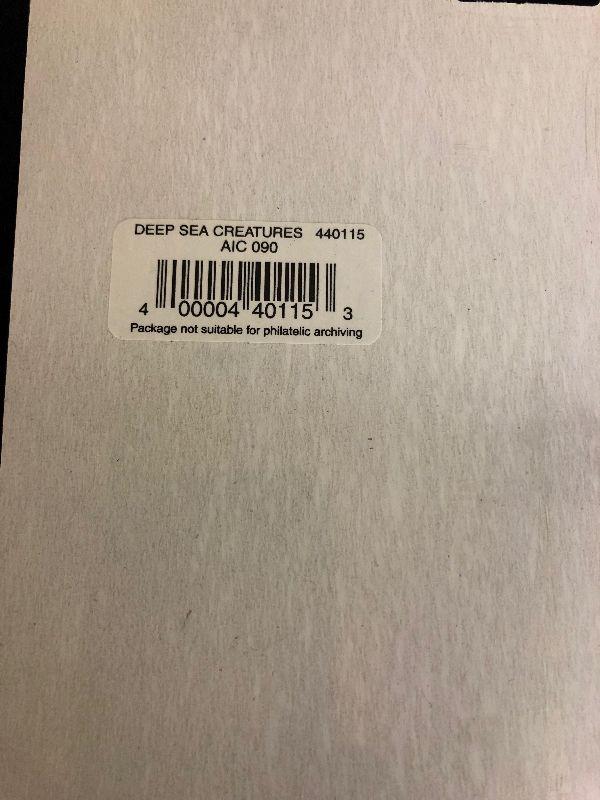 DEEP SEA CREATURES 440115
AIC 090
4 00004 40115 3
Package not suitable for philatelic archiving